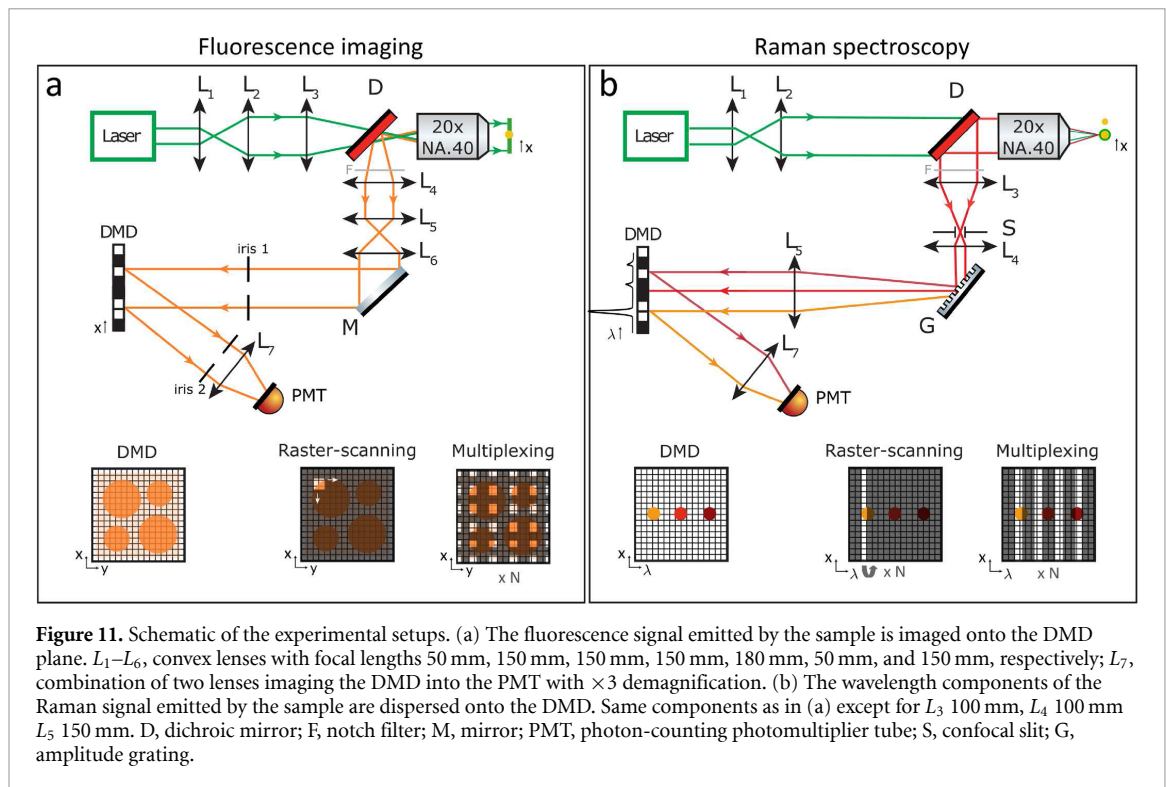 Fluorescence imaging
Raman spectroscopy
a
L1
L2
L3
D
Laser
20x
NA.40
↑x
F
L4
L5
L6
DMD
iris 1
x↑
M
L7
iris 2
PMT
DMD
x
y
Raster-scanning
Multiplexing
x
y
x N
b
L1
L2
D
Laser
20x
NA.40
↑x
F
L3
S
L4
DMD
L5
λ↑
G
L7
PMT
DMD
x
λ
Raster-scanning
x
λ
x N
Multiplexing
x
λ
x N
Figure 11. Schematic of the experimental setups. (a) The fluorescence signal emitted by the sample is imaged onto the DMD
plane. L1–L6, convex lenses with focal lengths 50 mm, 150 mm, 150 mm, 150 mm, 180 mm, 50 mm, and 150 mm, respectively; L7,
combination of two lenses imaging the DMD into the PMT with ×3 demagnification. (b) The wavelength components of the
Raman signal emitted by the sample are dispersed onto the DMD. Same components as in (a) except for L3 100 mm, L4 100 mm
L5 150 mm. D, dichroic mirror; F, notch filter; M, mirror; PMT, photon-counting photomultiplier tube; S, confocal slit; G,
amplitude grating.